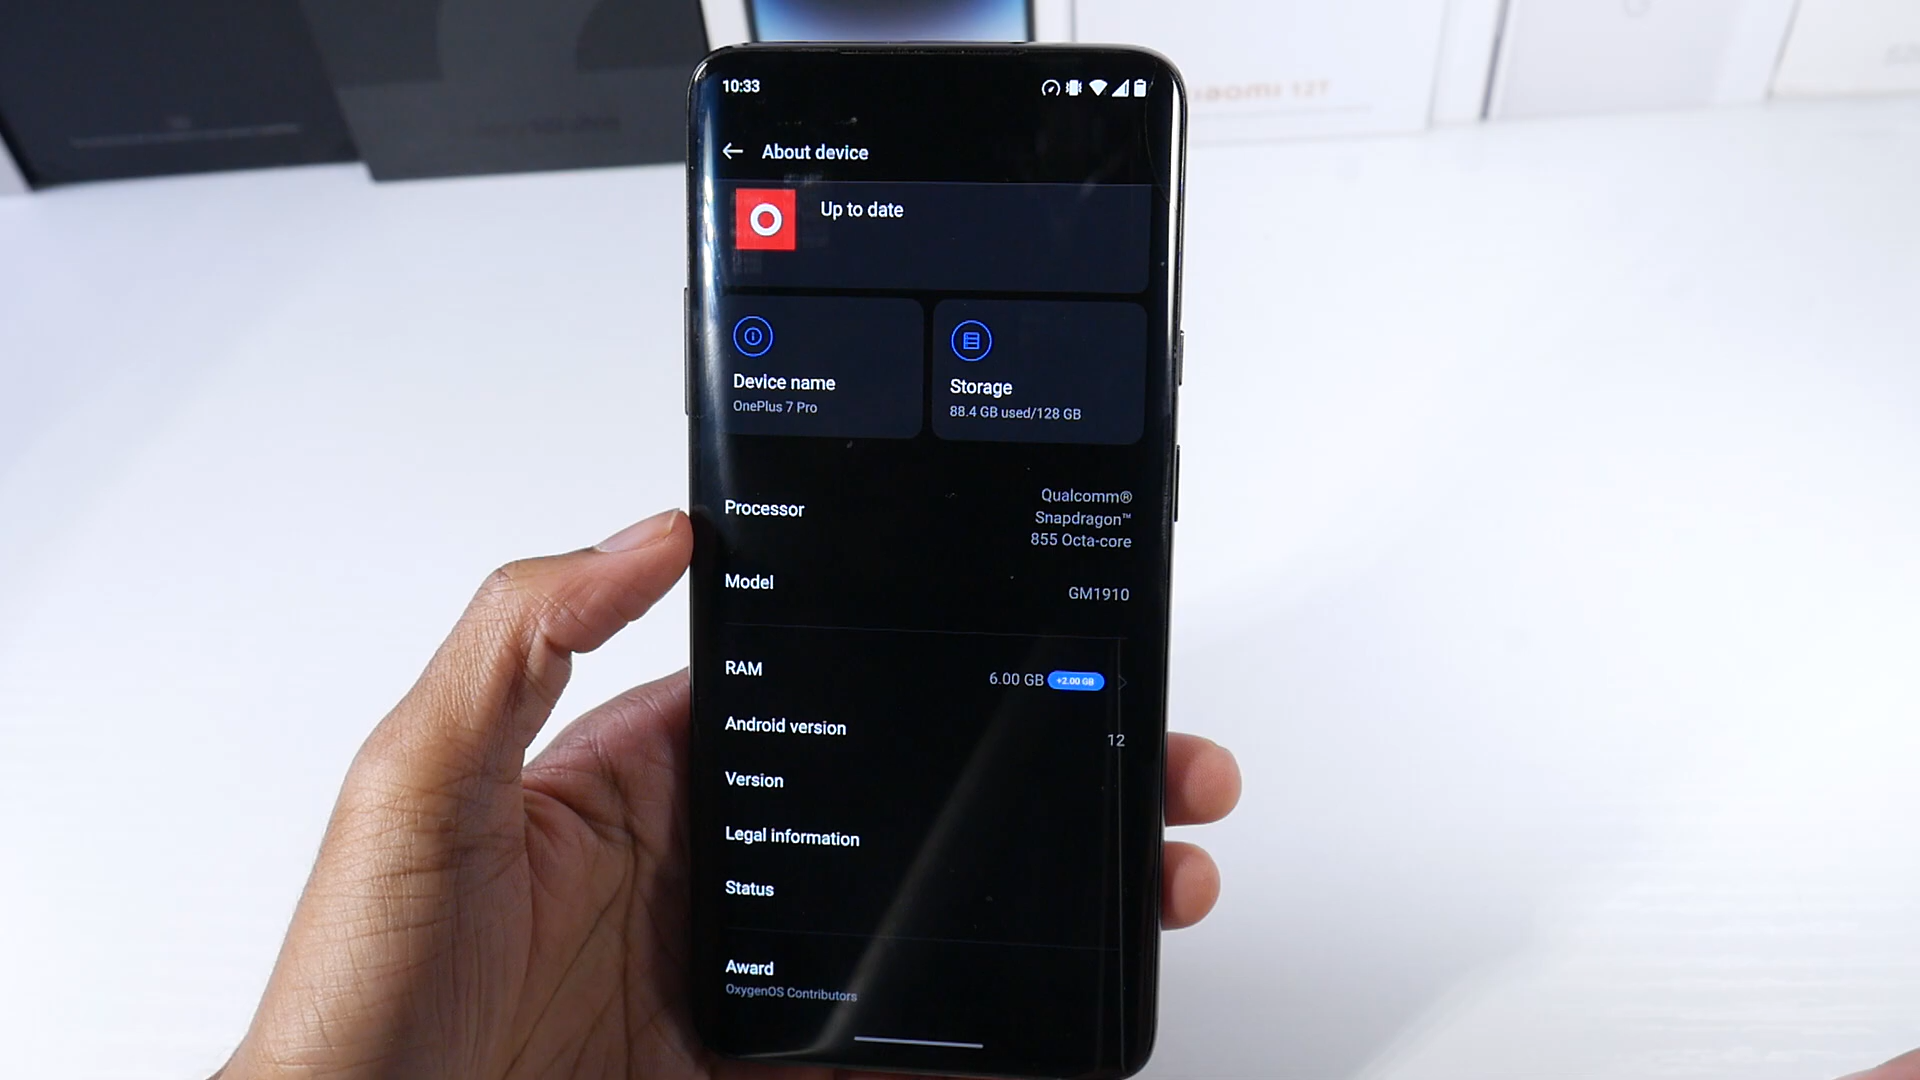 10:33
About device
Up to date
Device name
OnePlus 7 Pro
Storage
88.4 GB used/128 GB
Processor
Qualcomm®
Snapdragon™
855 Octa-core
Model
GM1910
RAM
6.00 GB +2.00 GB
Android version
12
Version
Legal information
Status
Award
OxygenOS Contributors
Xiaomi 12T